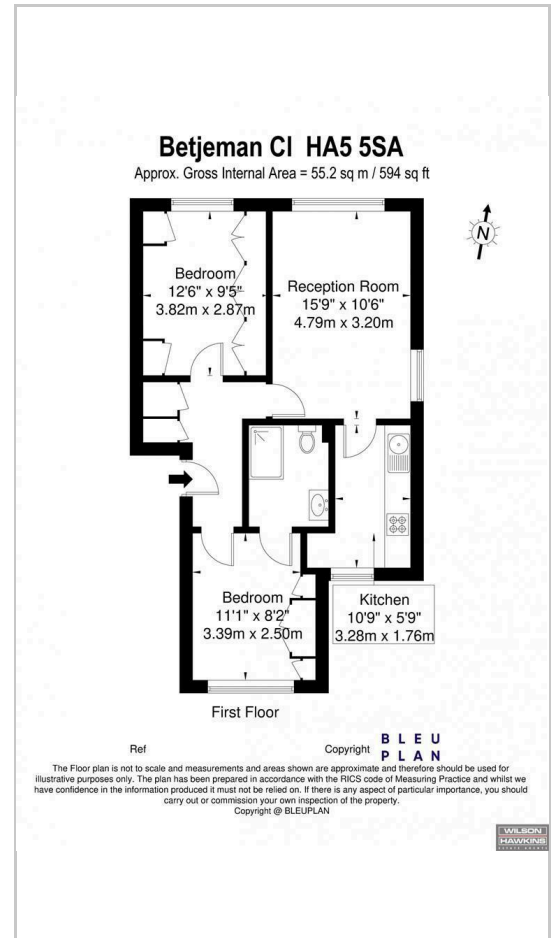 Betjeman Cl HA5 5SA
Approx. Gross Internal Area = 55.2 sq m / 594 sq ft
N
Bedroom
12'6" x 9'5"
3.82m x 2.87m
Reception Room
15'9" x 10'6"
4.79m x 3.20m
Bedroom
11'1" x 8'2"
3.39m x 2.50m
Kitchen
10'9" x 5'9"
3.28m x 1.76m
First Floor
Ref
Copyright
BLEU
PLAN
The Floor plan is not to scale and measurements and areas shown are approximate and therefore should be used for
illustrative purposes only. The plan has been prepared in accordance with the RICS code of Measuring Practice and whilst we
have confidence in the information produced it must not be relied on. If there is any aspect of particular importance, you should
carry out or commission your own inspection of the property.
Copyright @ BLEUPLAN
WILSON
HAWKINS
ESTATE AGENTS